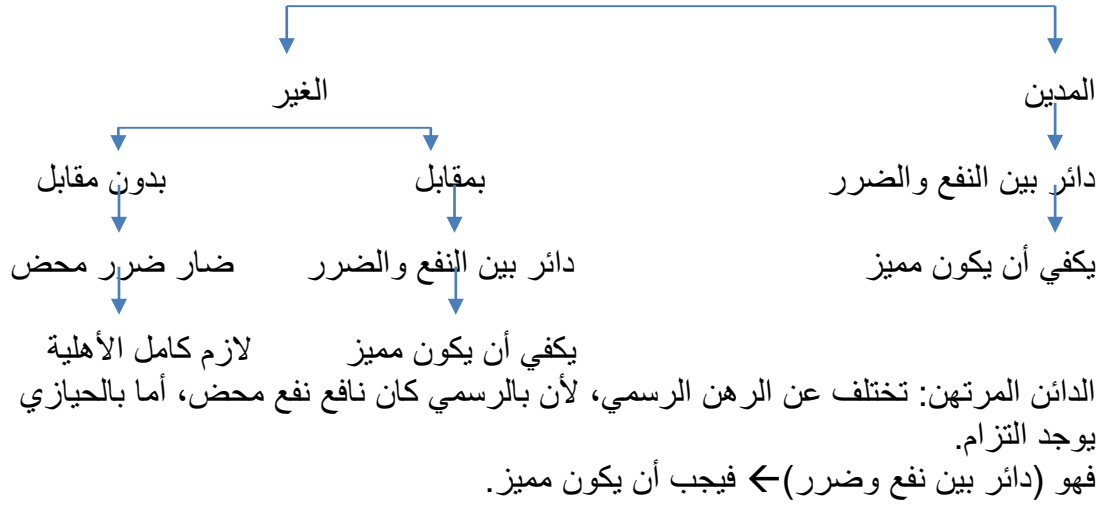 المدين الغير
دائر بين النفع والضرر بمقابل بدون مقابل
يكفي أن يكون مميز دائر بين النفع والضرر ضار ضرر محض
يكفي أن يكون مميز لازم كامل الأهلية
الدائن المرتهن: تختلف عن الرهن الرسمي، لأن بالرسمي كان نافع نفع محض، أما بالحيازي
يوجد التزام.
فهو (دائر بين نفع وضرر)← فيجب أن يكون مميز.